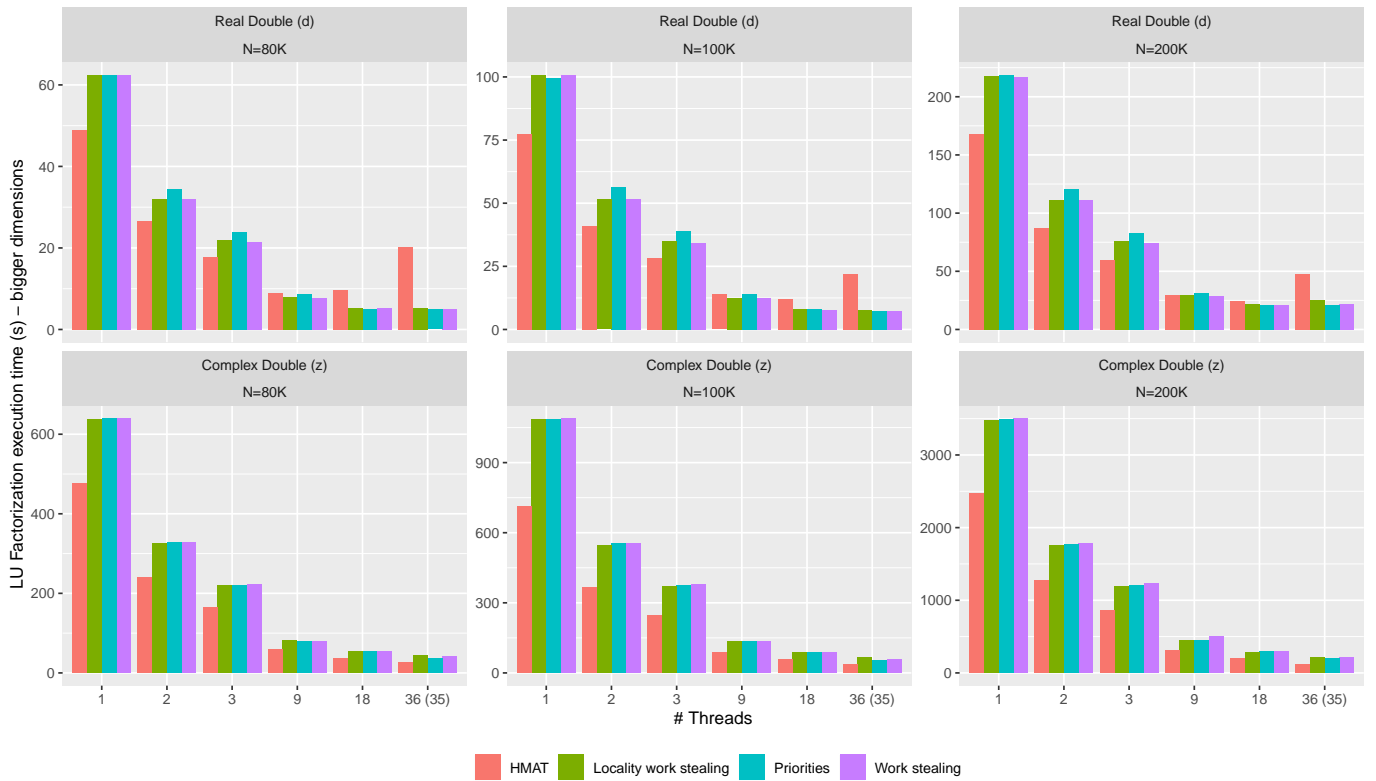 Real Double (d)
N=80K
Real Double (d)
N=100K
Real Double (d)
N=200K
60
40
20
0
100
75
50
25
0
200
150
100
50
0
Complex Double (z)
N=80K
Complex Double (z)
N=100K
Complex Double (z)
N=200K
600
400
200
0
900
600
300
0
3000
2000
1000
0
1 2 3 9 18 36 (35)
1 2 3 9 18 36 (35)
1 2 3 9 18 36 (35)
LU Factorization execution time (s) − bigger dimensions
# Threads
HMAT Locality work stealing Priorities Work stealing